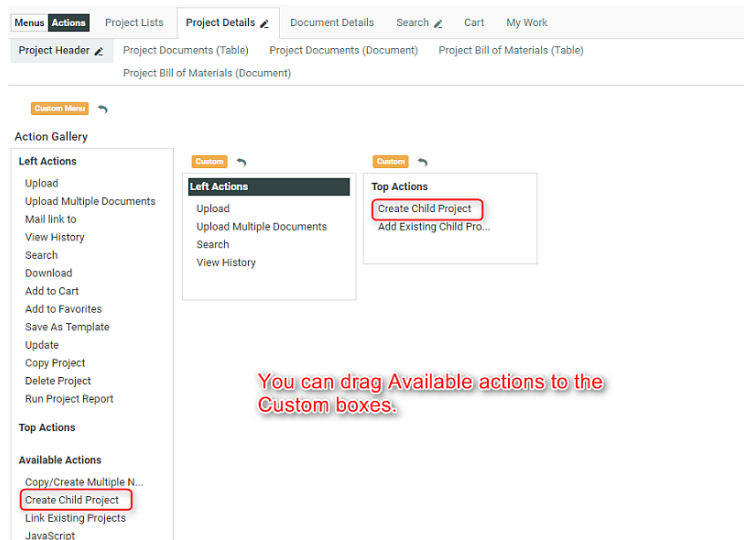 Menus Actions Project Lists Project Details Document Details Search Cart My Work
Project Header Project Documents (Table) Project Documents (Document) Project Bill of Materials (Table)
Project Bill of Materials (Document)
Custom Menu
Action Gallery
Left Actions
Upload
Upload Multiple Documents
Mail link to
View History
Search
Download
Add to Cart
Add to Favorites
Save As Template
Update
Copy Project
Delete Project
Run Project Report
Top Actions
Available Actions
Copy/Create Multiple N...
Create Child Project
Link Existing Projects
JavaScript
Custom
Left Actions
Upload
Upload Multiple Documents
Search
View History
Custom
Top Actions
Create Child Project
Add Existing Child Pro...
You can drag Available actions to the
Custom boxes.